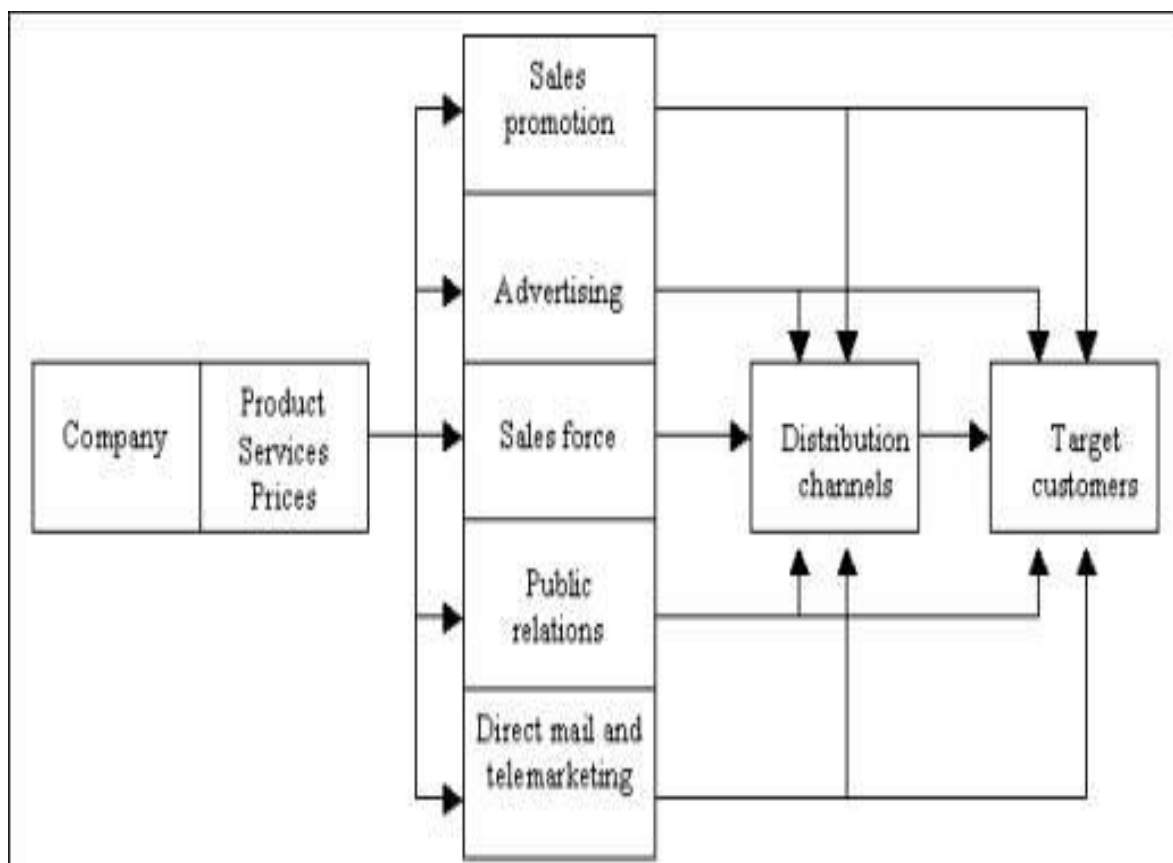 Sales
promotion
Advertising
Company
Product
Services
Prices
Sales force
Distribution
channels
Target
customers
Public
relations
Direct mail and
telemarketing